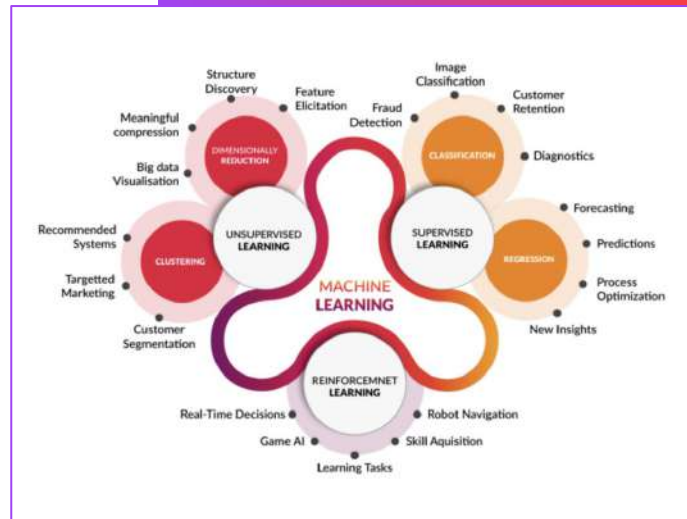 Structure
Discovery
Feature
Elicitation
Meaningful
compression
Big data
Visualisation
DIMENSIONALLY
REDUCTION
UNSUPERVISED
LEARNING
Recommended
Systems
Targetted
Marketing
Customer
Segmentation
CLUSTERING
Image
Classification
Fraud
Detection
Customer
Retention
Diagnostics
CLASSIFICATION
SUPERVISED
LEARNING
Forecasting
Predictions
Process
Optimization
New Insights
REGRESSION
MACHINE
LEARNING
REINFORCEMNET
LEARNING
Real-Time Decisions
Game AI
Learning Tasks
Skill Aquisition
Robot Navigation